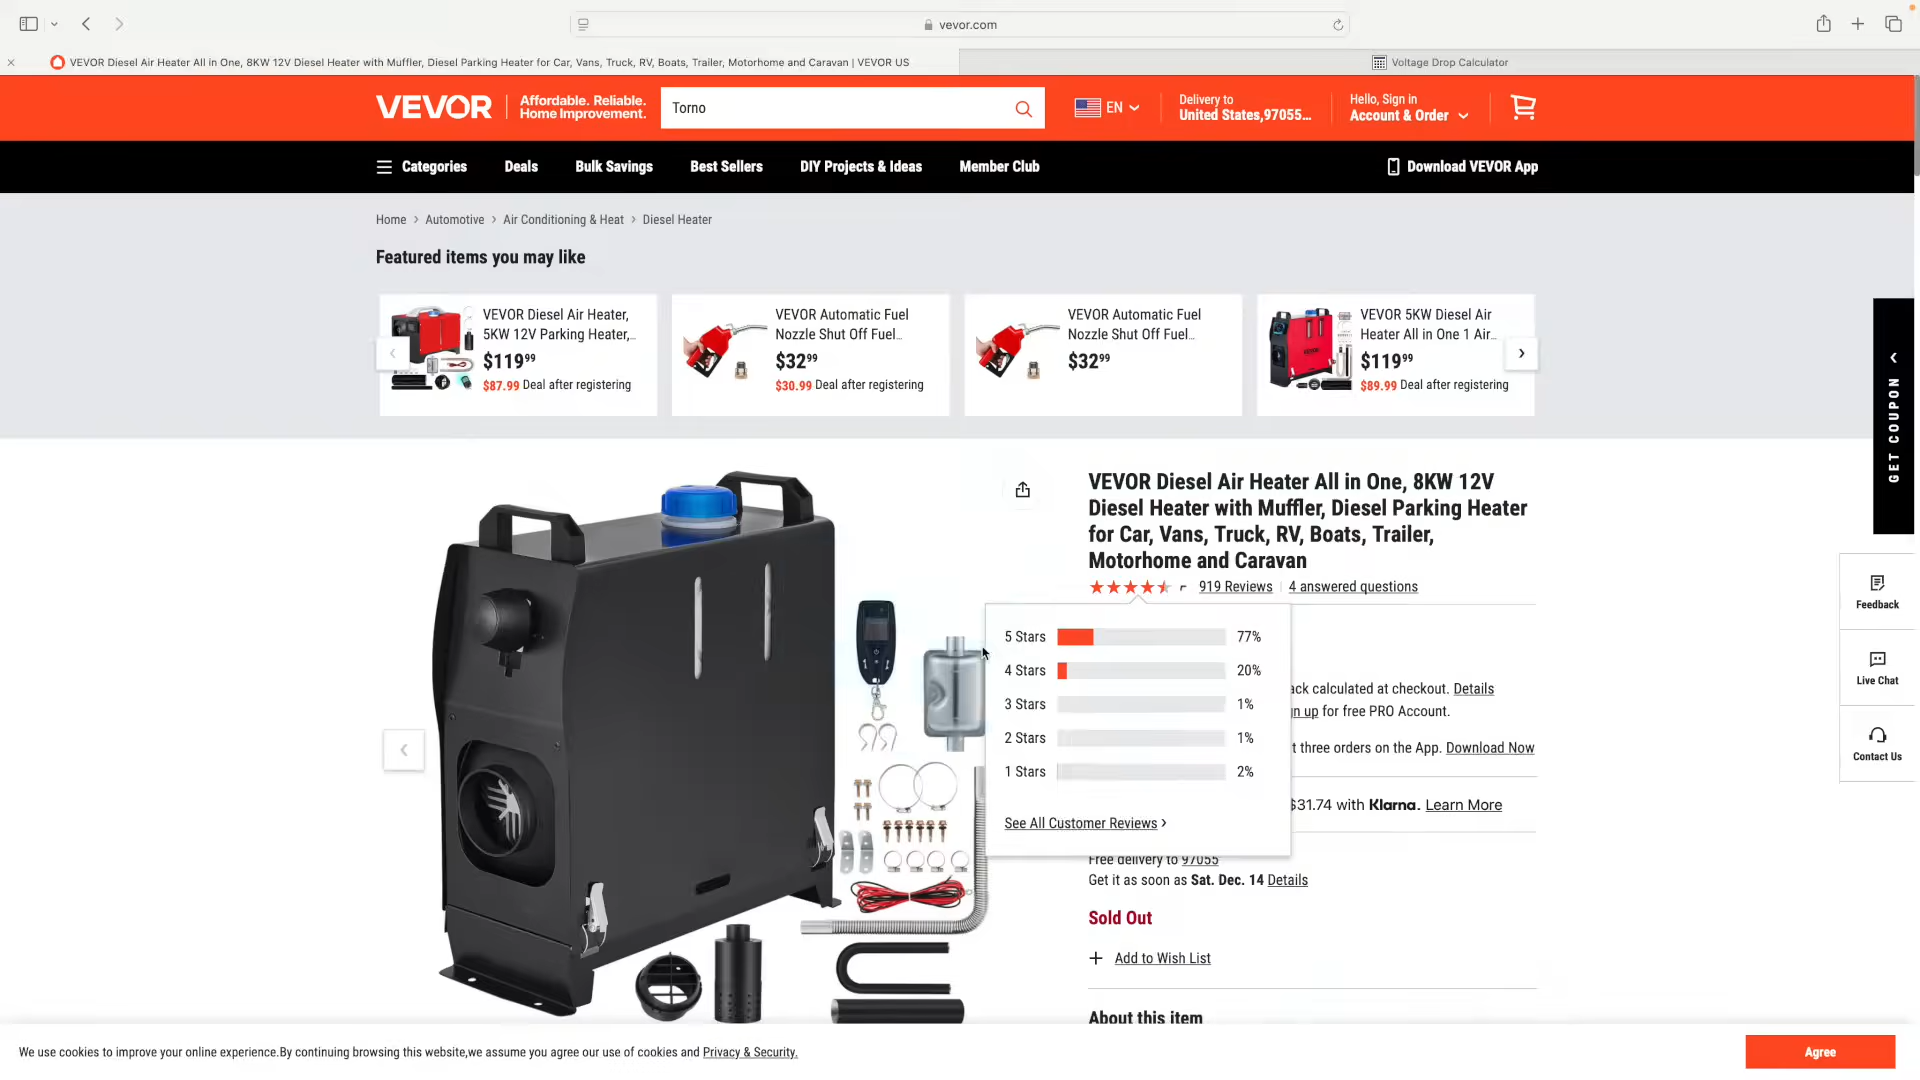 vevor.com
VEVOR Diesel Air Heater All in One, 8KW 12V Diesel Heater with Muffler, Diesel Parking Heater for Car, Vans, Truck, RV, Boats, Trailer, Motorhome and Caravan | VEVOR US
Voltage Drop Calculator
VEVOR
Affordable. Reliable.
Home Improvement.
Torno
EN
Delivery to
United States,97055...
Hello, Sign in
Account & Order
Categories
Deals
Bulk Savings
Best Sellers
DIY Projects & Ideas
Member Club
Download VEVOR App
Home > Automotive > Air Conditioning & Heat > Diesel Heater
Featured items you may like
VEVOR Diesel Air Heater,
5KW 12V Parking Heater,...
$119⁹⁹
$87.99 Deal after registering
VEVOR Automatic Fuel
Nozzle Shut Off Fuel...
$32⁹⁹
$30.99 Deal after registering
VEVOR Automatic Fuel
Nozzle Shut Off Fuel...
$32⁹⁹
VEVOR 5KW Diesel Air
Heater All in One 1 Air...
$119⁹⁹
$89.99 Deal after registering
GET COUPON
VEVOR Diesel Air Heater All in One, 8KW 12V
Diesel Heater with Muffler, Diesel Parking Heater
for Car, Vans, Truck, RV, Boats, Trailer,
Motorhome and Caravan
919 Reviews
4 answered questions
5 Stars 77%
4 Stars 20%
3 Stars 1%
2 Stars 1%
1 Stars 2%
See All Customer Reviews >
ack calculated at checkout. Details
gn up for free PRO Account.
t three orders on the App. Download Now
$31.74 with Klarna. Learn More
Free delivery to 97055
Get it as soon as Sat. Dec. 14 Details
Sold Out
+ Add to Wish List
About this item
Feedback
Live Chat
Contact Us
We use cookies to improve your online experience.By continuing browsing this website,we assume you agree our use of cookies and Privacy & Security.
Agree